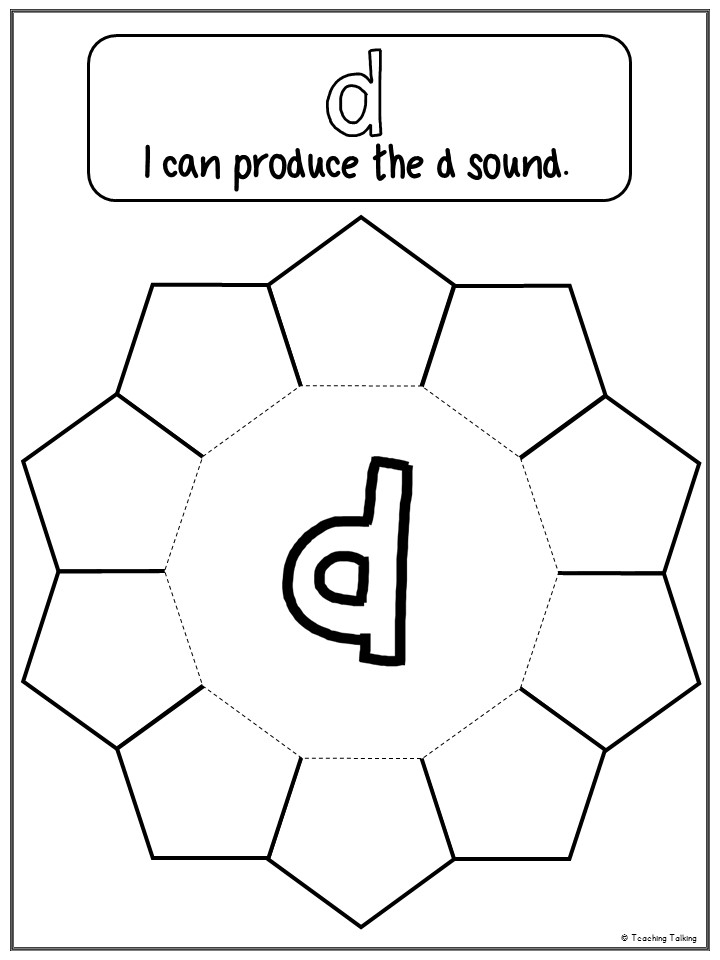 d
I can produce the d sound.
d
© Teaching Talking